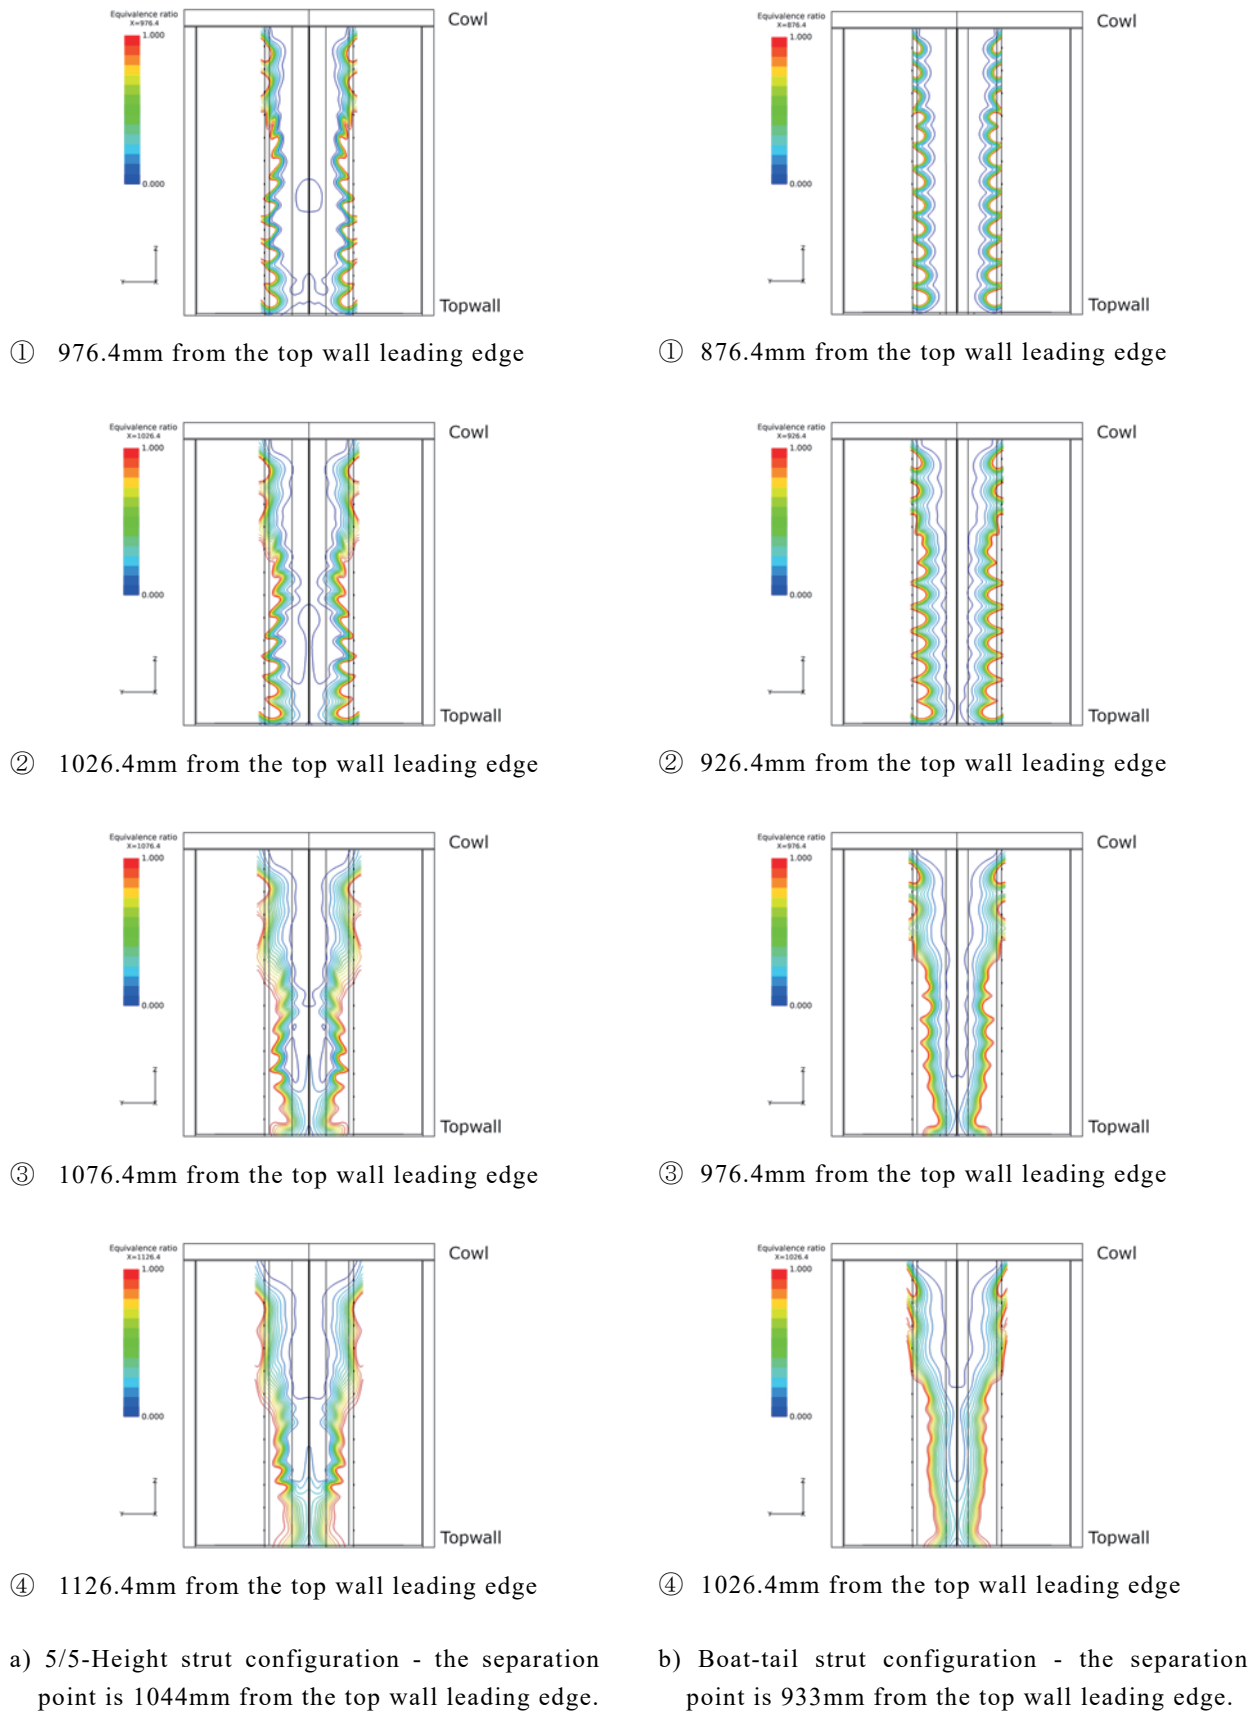 Equivalence ratio
X=976.4
1.000
0.000
Z
Y
X
Cowl
Topwall
① 976.4mm from the top wall leading edge
Equivalence ratio
X=876.4
1.000
0.000
Z
Y
X
Cowl
Topwall
① 876.4mm from the top wall leading edge
Equivalence ratio
X=1026.4
1.000
0.000
Z
Y
X
Cowl
Topwall
② 1026.4mm from the top wall leading edge
Equivalence ratio
X=926.4
1.000
0.000
Z
Y
X
Cowl
Topwall
② 926.4mm from the top wall leading edge
Equivalence ratio
X=1076.4
1.000
0.000
Z
Y
X
Cowl
Topwall
③ 1076.4mm from the top wall leading edge
Equivalence ratio
X=976.4
1.000
0.000
Z
Y
X
Cowl
Topwall
③ 976.4mm from the top wall leading edge
Equivalence ratio
X=1126.4
1.000
0.000
Z
Y
X
Cowl
Topwall
④ 1126.4mm from the top wall leading edge
Equivalence ratio
X=1026.4
1.000
0.000
Z
Y
X
Cowl
Topwall
④ 1026.4mm from the top wall leading edge
a) 5/5-Height strut configuration - the separation
point is 1044mm from the top wall leading edge.
b) Boat-tail strut configuration - the separation
point is 933mm from the top wall leading edge.